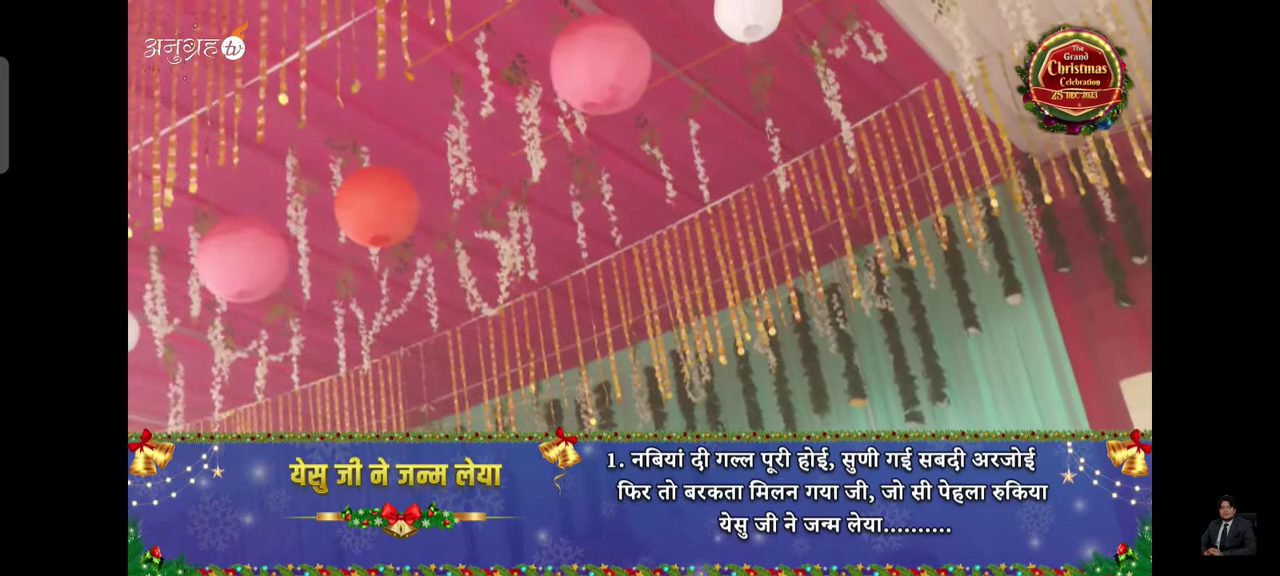 अनुग्रह tv
The
Grand
Christmas
Celebration
25 DEC 2023
येसु जी ने जन्म लेया
1. नबियां दी गल्ल पूरी होई, सुणी गई सबदी अरजोई
फिर तो बरकता मिलन गया जी, जो सी पेहला रुकिया
येसु जी ने जन्म लेया..........